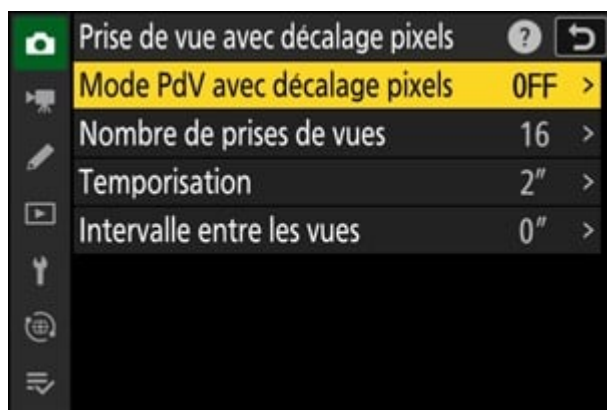 Prise de vue avec décalage pixels ?
Mode PdV avec décalage pixels OFF >
Nombre de prises de vues 16 >
Temporisation 2" >
Intervalle entre les vues 0" >